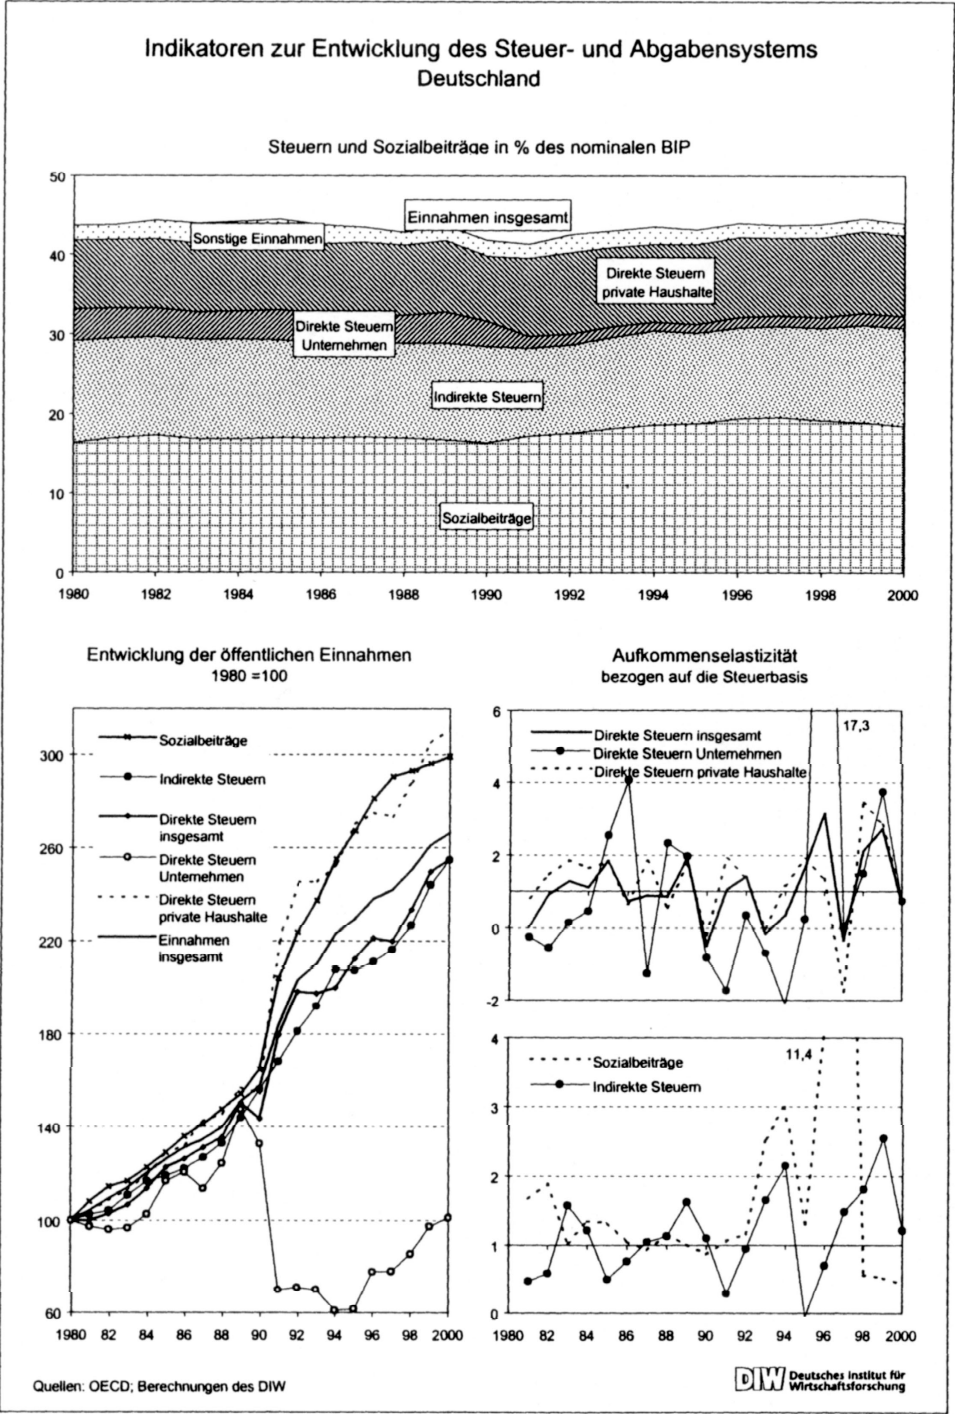 Indikatoren zur Entwicklung des Steuer- und Abgabensystems
Deutschland
Steuern und Sozialbeiträge in % des nominalen BIP
50
40
30
20
10
0
Einnahmen insgesamt
Sonstige Einnahmen
Direkte Steuern
private Haushalte
Direkte Steuern
Unternehmen
Indirekte Steuern
Sozialbeiträge
1980 1982 1984 1986 1988 1990 1992 1994 1996 1998 2000
Entwicklung der öffentlichen Einnahmen
1980 =100
300
260
220
180
140
100
60
Sozialbeiträge
Indirekte Steuern
Direkte Steuern
insgesamt
Direkte Steuern
Unternehmen
Direkte Steuern
private Haushalte
Einnahmen
insgesamt
1980 82 84 86 88 90 92 94 96 98 2000
Aufkommenselastizität
bezogen auf die Steuerbasis
6
4
2
0
-2
17,3
Direkte Steuern insgesamt
Direkte Steuern Unternehmen
Direkte Steuern private Haushalte
4
3
2
1
0
11,4
Sozialbeiträge
Indirekte Steuern
1980 82 84 86 88 90 92 94 96 98 2000
Quellen: OECD; Berechnungen des DIW
DIW Deutsches Institut für
Wirtschaftsforschung